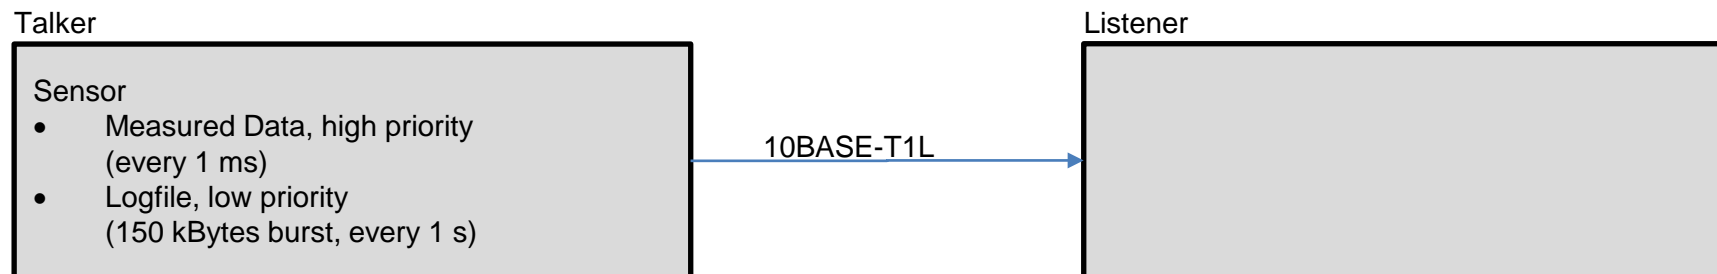 Talker
Listener
Sensor
• Measured Data, high priority
(every 1 ms)
10BASE-T1L
• Logfile, low priority
(150 kBytes burst, every 1 s)